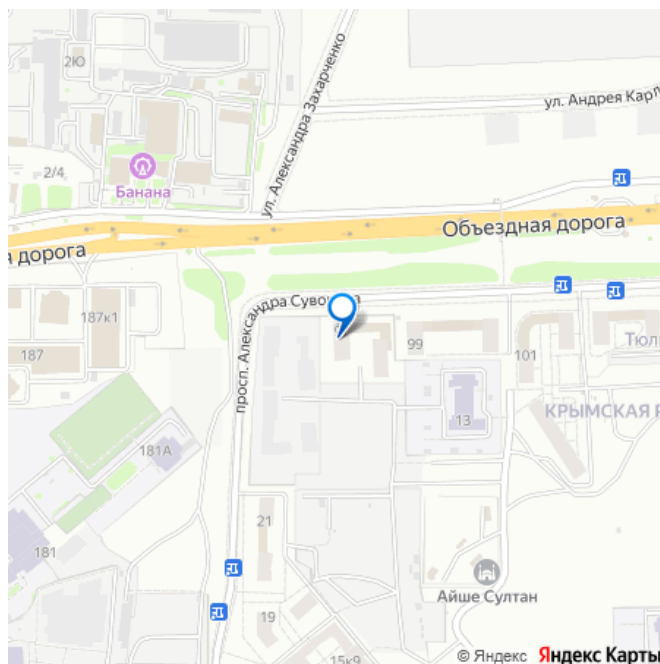 2Ю
ул. Александра Захарченко
ул. Андрея Карл
2/4
Банана
Объездная дорога
я дорога
187к1
187
просп. Александра Суво
99
101
Тюл
13
КРЫМСКАЯ Р
181А
181
21
Айше Султан
19
15к9
© Яндекс Яндекс Карты